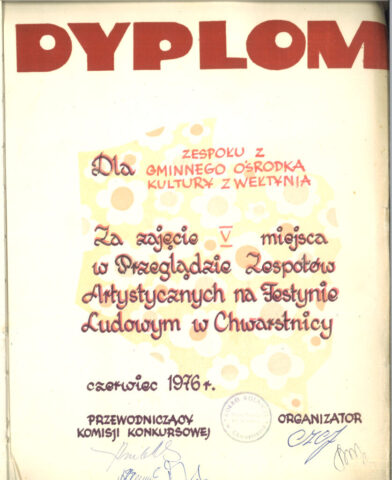 DYPLOM
Dla ZESPOŁU Z
GMINNEGO OŚRODKA
KULTURY Z WEŁTYNIA
Za zajęcie V miejsca
w Przeglądzie Zespołów
Artystycznych na Festynie
Ludowym w Chwarstnicy
czerwiec 1976 r.
PRZEWODNICZĄCY
KOMISJI KONKURSOWEJ
ORGANIZATOR